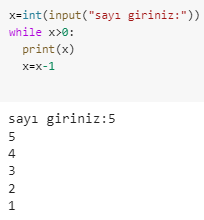 x=int(input("sayı giriniz:"))
while x>0:
  print(x)
  x=x-1
sayı giriniz:5
5
4
3
2
1